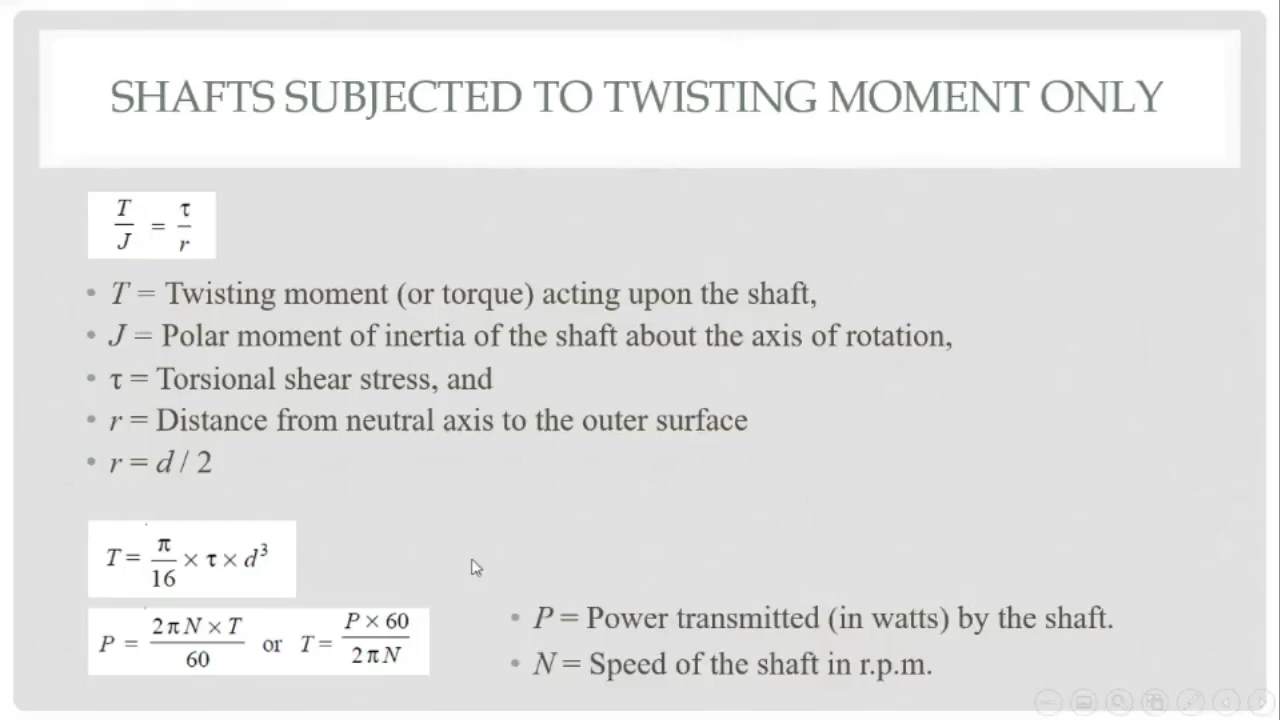 SHAFTS SUBJECTED TO TWISTING MOMENT ONLY
T/J = τ/r
• T = Twisting moment (or torque) acting upon the shaft,
• J = Polar moment of inertia of the shaft about the axis of rotation,
• τ = Torsional shear stress, and
• r = Distance from neutral axis to the outer surface
• r = d / 2
T = π/16 × τ × d³
P = 2 π N × T / 60 or T = P × 60 / 2 π N
• P = Power transmitted (in watts) by the shaft.
• N = Speed of the shaft in r.p.m.